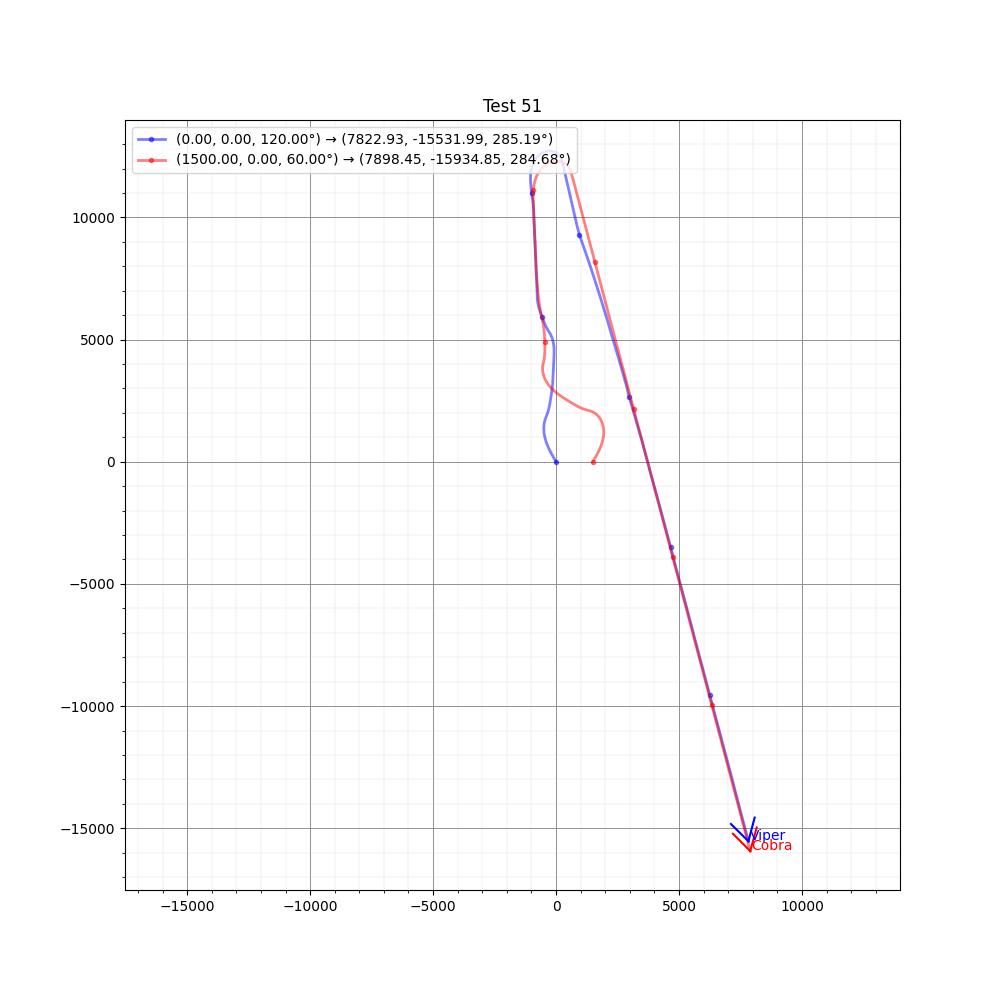 Test 51
(0.00, 0.00, 120.00°) → (7822.93, -15531.99, 285.19°)
(1500.00, 0.00, 60.00°) → (7898.45, -15934.85, 284.68°)
10000
5000
0
−5000
−10000
−15000
Viper
Cobra
−15000 −10000 −5000 0 5000 10000